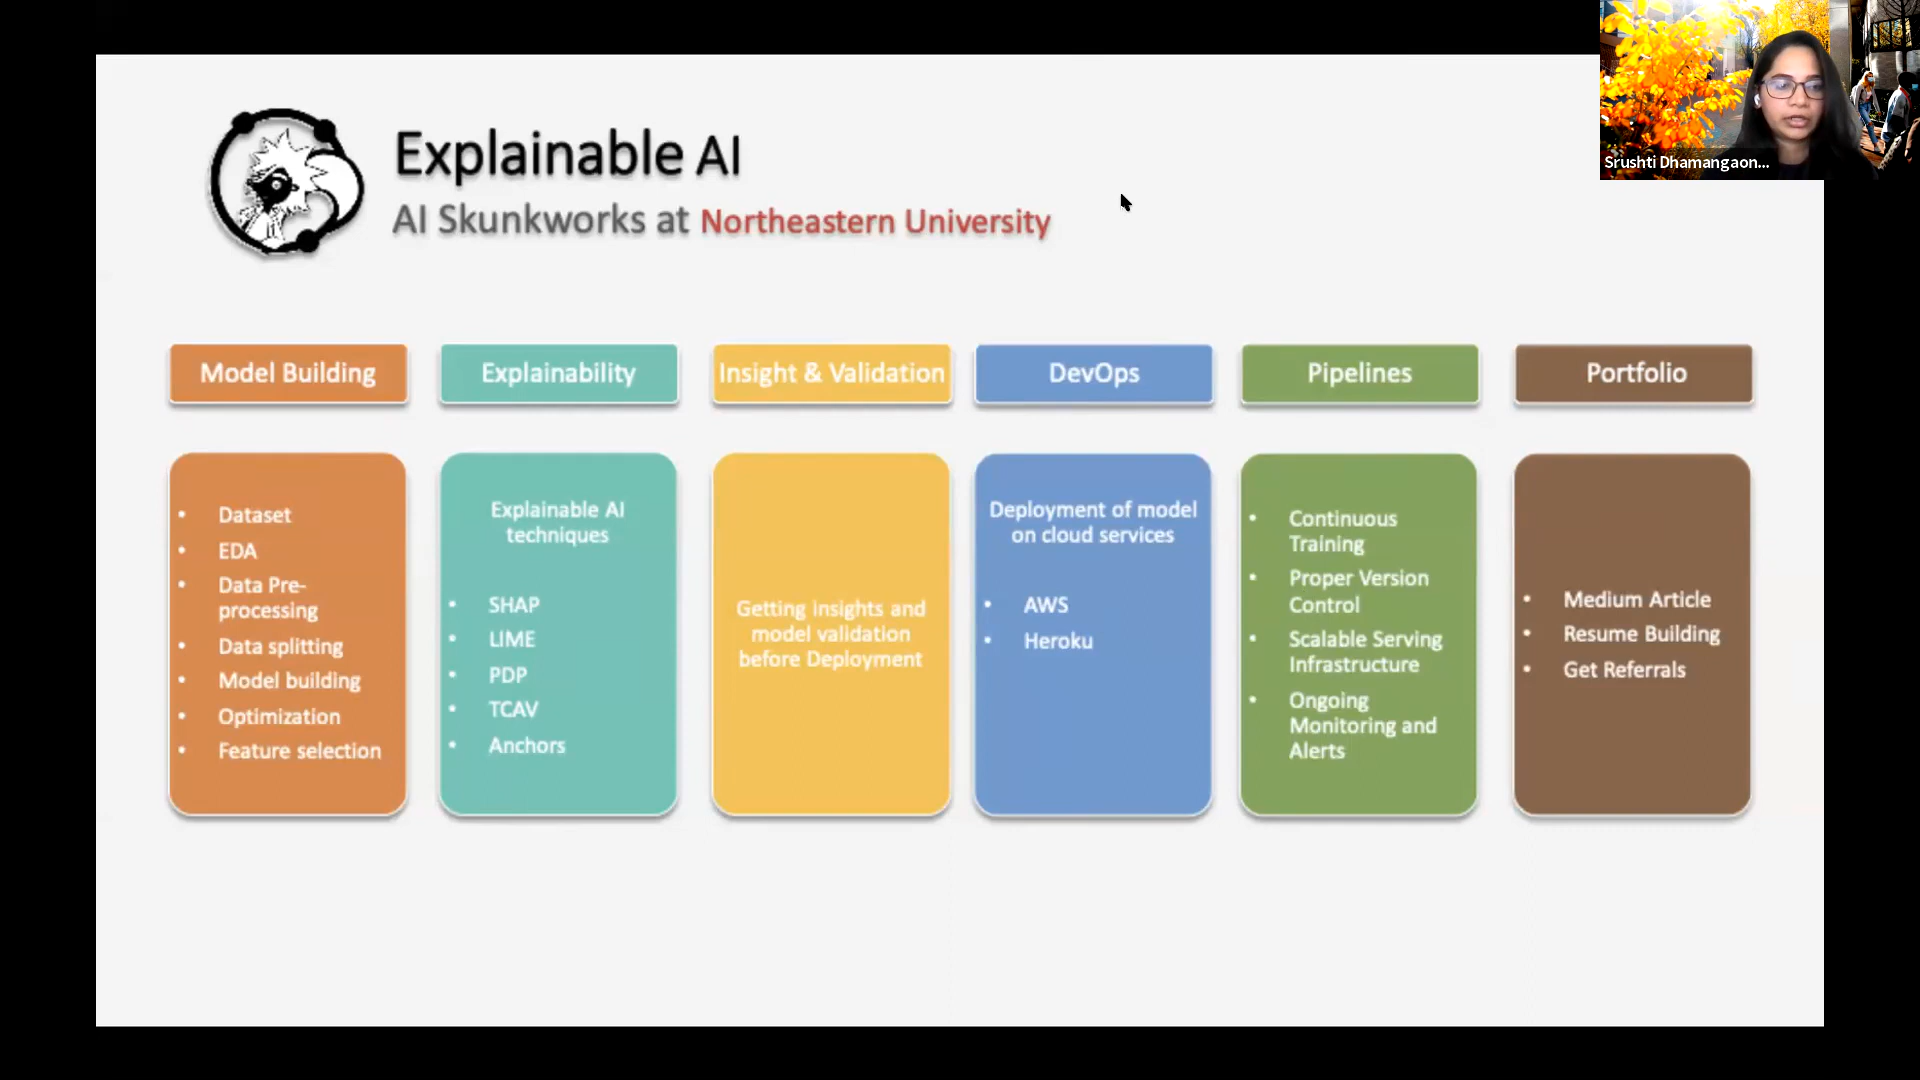 Explainable AI
AI Skunkworks at Northeastern University
Srushti Dhamangaon...
Model Building
Explainability
Insight & Validation
DevOps
Pipelines
Portfolio
• Dataset
• EDA
• Data Pre-
processing
• Data splitting
• Model building
• Optimization
• Feature selection
Explainable AI
techniques
• SHAP
• LIME
• PDP
• TCAV
• Anchors
Getting insights and
model validation
before Deployment
Deployment of model
on cloud services
• AWS
• Heroku
• Continuous
Training
• Proper Version
Control
• Scalable Serving
Infrastructure
• Ongoing
Monitoring and
Alerts
• Medium Article
• Resume Building
• Get Referrals